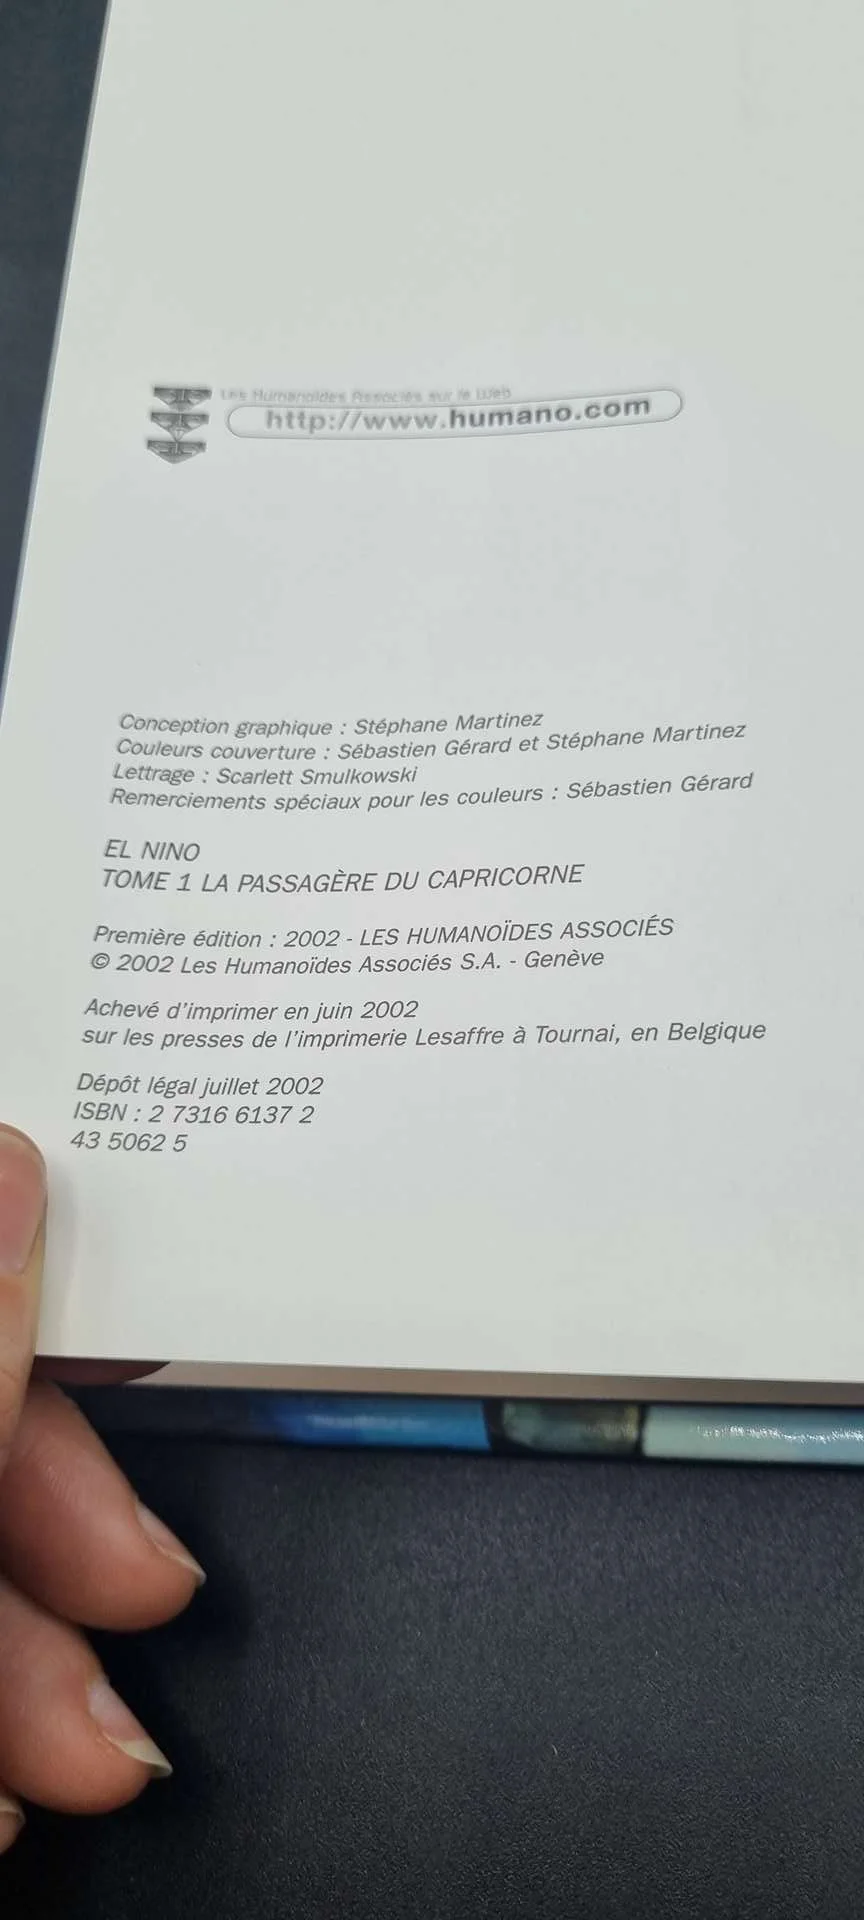 Les Humanoïdes Associés sur le Web
http://www.humano.com
Conception graphique : Stéphane Martinez
Couleurs couverture : Sébastien Gérard et Stéphane Martinez
Lettrage : Scarlett Smulkowski
Remerciements spéciaux pour les couleurs : Sébastien Gérard
EL NINO
TOME 1 LA PASSAGÈRE DU CAPRICORNE
Première édition : 2002 - LES HUMANOÏDES ASSOCIÉS
© 2002 Les Humanoïdes Associés S.A. - Genève
Achevé d'imprimer en juin 2002
sur les presses de l'imprimerie Lesaffre à Tournai, en Belgique
Dépôt légal juillet 2002
ISBN : 2 7316 6137 2
43 5062 5